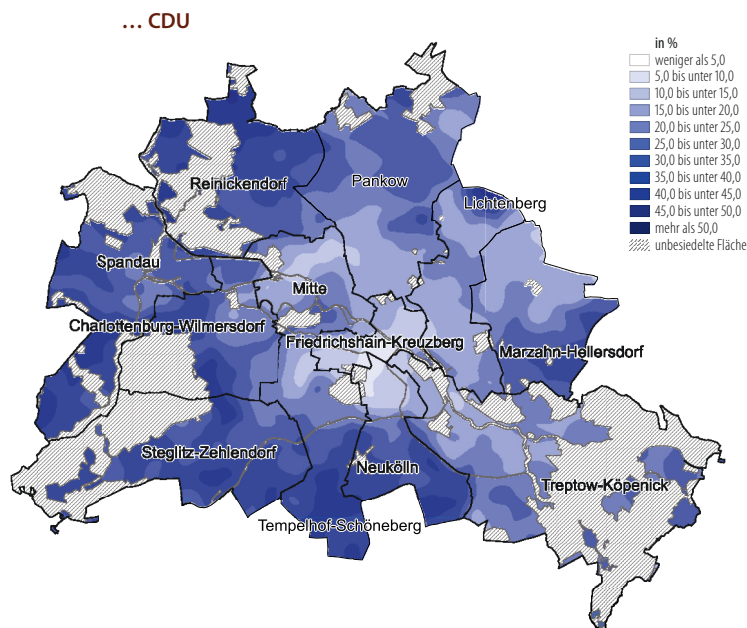 ... CDU
in %
weniger als 5,0
5,0 bis unter 10,0
10,0 bis unter 15,0
15,0 bis unter 20,0
20,0 bis unter 25,0
25,0 bis unter 30,0
30,0 bis unter 35,0
35,0 bis unter 40,0
40,0 bis unter 45,0
45,0 bis unter 50,0
mehr als 50,0
unbesiedelte Fläche
Reinickendorf
Pankow
Lichtenberg
Spandau
Mitte
Charlottenburg-Wilmersdorf
Friedrichshain-Kreuzberg
Marzahn-Hellersdorf
Steglitz-Zehlendorf
Neukölln
Treptow-Köpenick
Tempelhof-Schöneberg